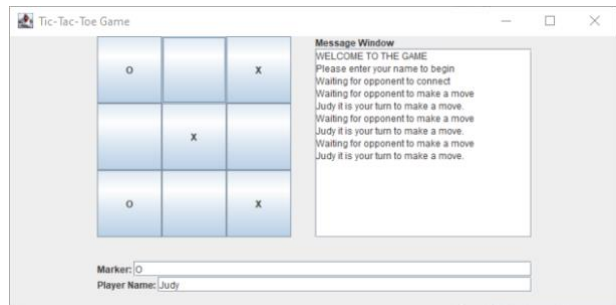 Tic-Tac-Toe Game
O X
X
O X
Message Window
WELCOME TO THE GAME
Please enter your name to begin
Waiting for opponent to connect
Waiting for opponent to make a move
Judy it is your turn to make a move.
Waiting for opponent to make a move
Judy it is your turn to make a move.
Waiting for opponent to make a move
Judy it is your turn to make a move.
Marker: O
Player Name: Judy